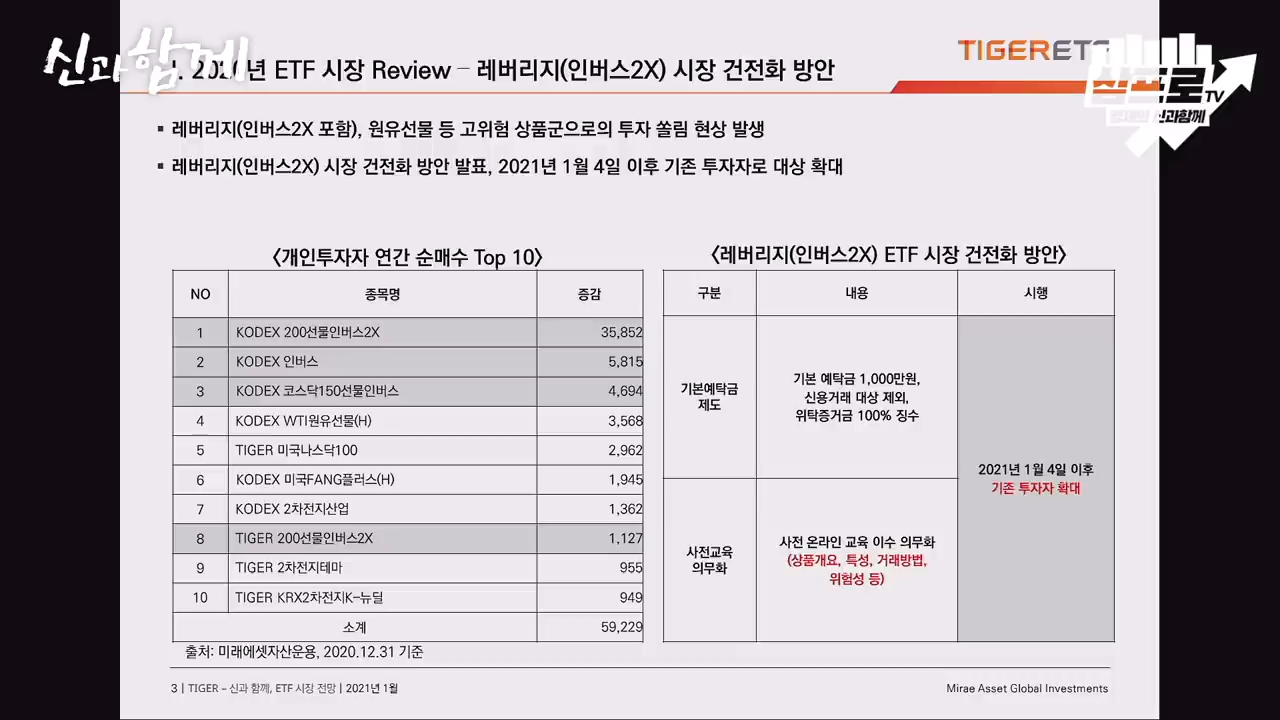 신과함께
TIGER ETF
삼프로TV
신과함께
I. 2020년 ETF 시장 Review – 레버리지(인버스2X) 시장 건전화 방안
▪ 레버리지(인버스2X 포함), 원유선물 등 고위험 상품군으로의 투자 쏠림 현상 발생
▪ 레버리지(인버스2X) 시장 건전화 방안 발표, 2021년 1월 4일 이후 기존 투자자로 대상 확대
〈개인투자자 연간 순매수 Top 10〉
NO 종목명 증감
1 KODEX 200선물인버스2X 35,852
2 KODEX 인버스 5,815
3 KODEX 코스닥150선물인버스 4,694
4 KODEX WTI원유선물(H) 3,568
5 TIGER 미국나스닥100 2,962
6 KODEX 미국FANG플러스(H) 1,945
7 KODEX 2차전지산업 1,362
8 TIGER 200선물인버스2X 1,127
9 TIGER 2차전지테마 955
10 TIGER KRX2차전지K-뉴딜 949
소계 59,229
출처: 미래에셋자산운용, 2020.12.31 기준
〈레버리지(인버스2X) ETF 시장 건전화 방안〉
구분 내용 시행
기본예탁금
제도
기본 예탁금 1,000만원,
신용거래 대상 제외,
위탁증거금 100% 징수
2021년 1월 4일 이후
기존 투자자 확대
사전교육
의무화
사전 온라인 교육 이수 의무화
(상품개요, 특성, 거래방법,
위험성 등)
3 | TIGER – 신과 함께, ETF 시장 전망 | 2021년 1월
Mirae Asset Global Investments